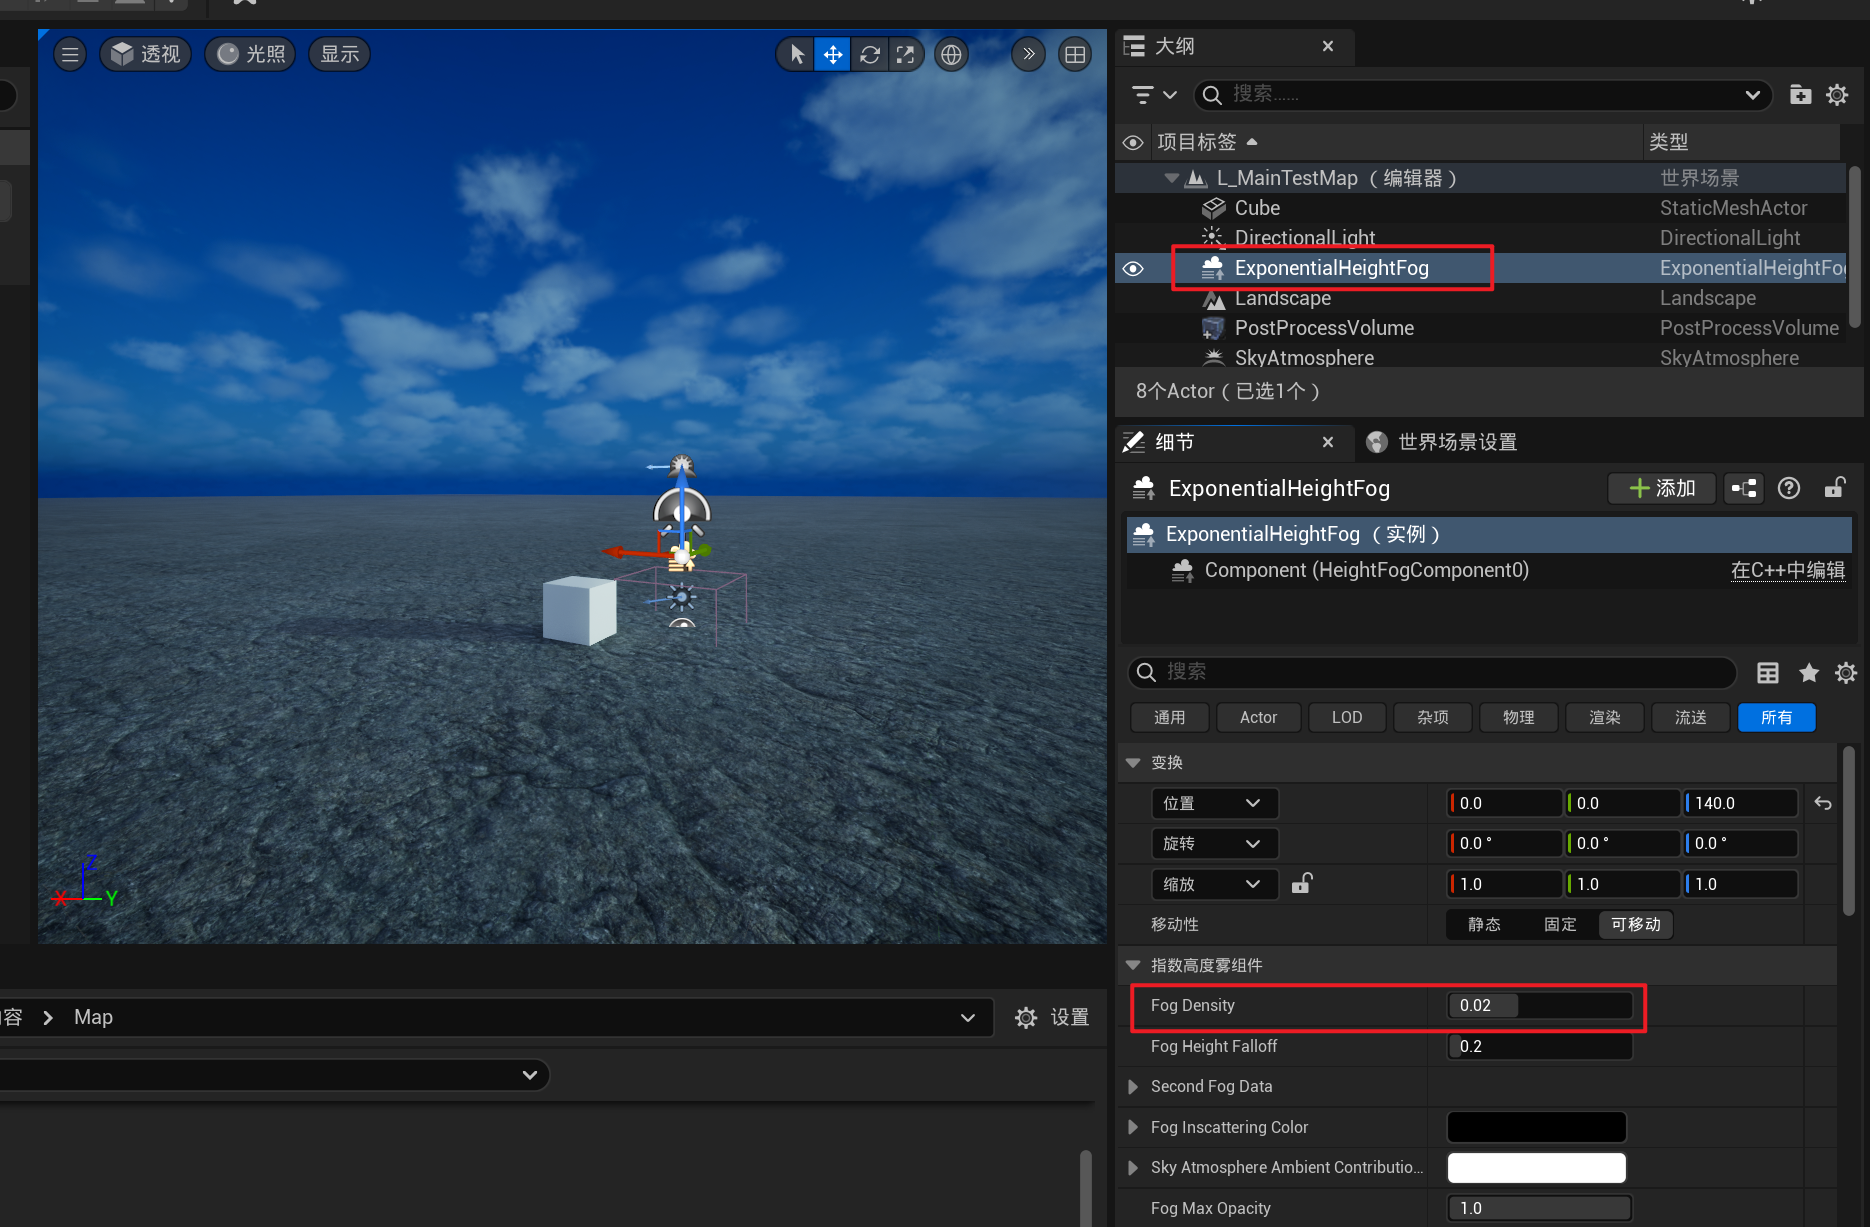 透视
光照
显示
大纲
搜索......
项目标签
类型
L_MainTestMap（编辑器）
世界场景
Cube
StaticMeshActor
DirectionalLight
DirectionalLight
ExponentialHeightFog
ExponentialHeightFo
Landscape
Landscape
PostProcessVolume
PostProcessVolume
SkyAtmosphere
SkyAtmosphere
8个Actor（已选1个）
细节
世界场景设置
ExponentialHeightFog
添加
ExponentialHeightFog（实例）
Component (HeightFogComponent0)
在C++中编辑
搜索
通用
Actor
LOD
杂项
物理
渲染
流送
所有
变换
位置
0.0
0.0
140.0
旋转
0.0 °
0.0 °
0.0 °
缩放
1.0
1.0
1.0
移动性
静态
固定
可移动
指数高度雾组件
Fog Density
0.02
Fog Height Falloff
0.2
Second Fog Data
Fog Inscattering Color
Sky Atmosphere Ambient Contributio...
Fog Max Opacity
1.0
Z
X
Y
容
Map
设置